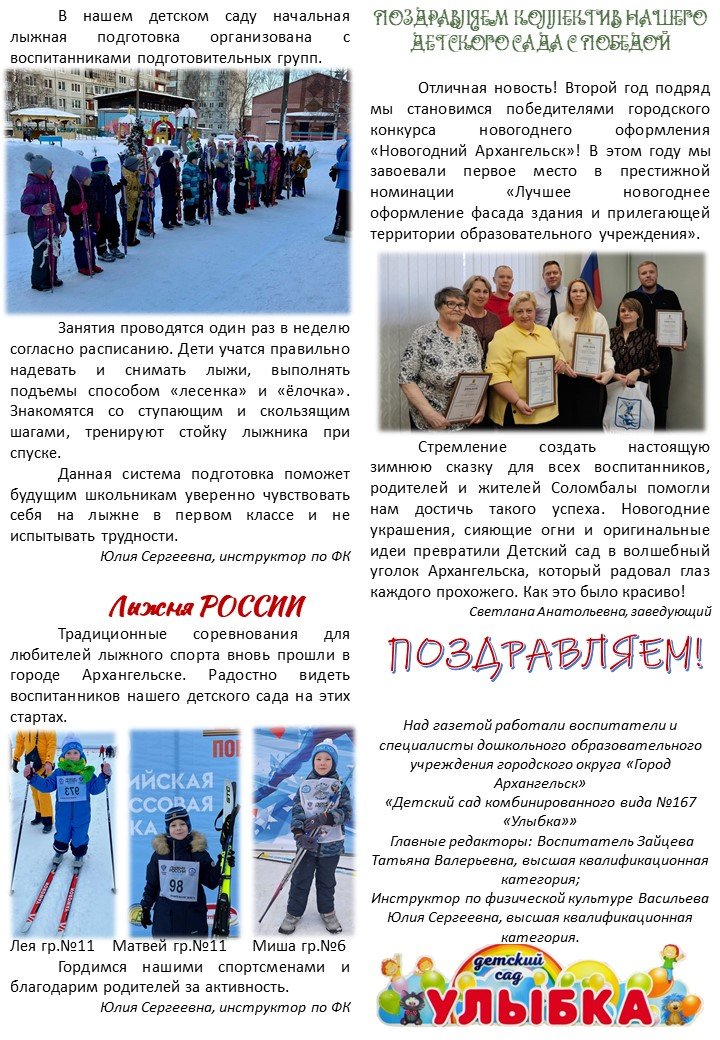 В нашем детском саду начальная
лыжная подготовка организована с
воспитанниками подготовительных групп.
Занятия проводятся один раз в неделю
согласно расписанию. Дети учатся правильно
надевать и снимать лыжи, выполнять
подъемы способом «лесенка» и «ёлочка».
Знакомятся со ступающим и скользящим
шагами, тренируют стойку лыжника при
спуске.
Данная система подготовка поможет
будущим школьникам уверенно чувствовать
себя на лыжне в первом классе и не
испытывать трудности.
Юлия Сергеевна, инструктор по ФК
Лыжня РОССИИ
Традиционные соревнования для
любителей лыжного спорта вновь прошли в
городе Архангельске. Радостно видеть
воспитанников нашего детского сада на этих
стартах.
973
98
Лея гр.№11 Матвей гр.№11 Миша гр.№6
Гордимся нашими спортсменами и
благодарим родителей за активность.
Юлия Сергеевна, инструктор по ФК
ПОЗДРАВЛЯЕМ КОЛЛЕКТИВ НАШЕГО
ДЕТСКОГО САДА С ПОБЕДОЙ
Отличная новость! Второй год подряд
мы становимся победителями городского
конкурса новогоднего оформления
«Новогодний Архангельск»! В этом году мы
завоевали первое место в престижной
номинации «Лучшее новогоднее
оформление фасада здания и прилегающей
территории образовательного учреждения».
Стремление создать настоящую
зимнюю сказку для всех воспитанников,
родителей и жителей Соломбалы помогли
нам достичь такого успеха. Новогодние
украшения, сияющие огни и оригинальные
идеи превратили Детский сад в волшебный
уголок Архангельска, который радовал глаз
каждого прохожего. Как это было красиво!
Светлана Анатольевна, заведующий
ПОЗДРАВЛЯЕМ!
Над газетой работали воспитатели и
специалисты дошкольного образовательного
учреждения городского округа «Город
Архангельск»
«Детский сад комбинированного вида №167
«Улыбка»»
Главные редакторы: Воспитатель Зайцева
Татьяна Валерьевна, высшая квалификационная
категория;
Инструктор по физической культуре Васильева
Юлия Сергеевна, высшая квалификационная
категория.
детский
сад
УЛЫБКА